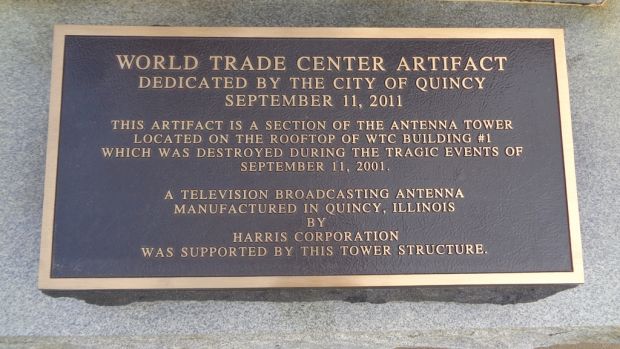 WORLD TRADE CENTER ARTIFACT
DEDICATED BY THE CITY OF QUINCY
SEPTEMBER 11, 2011
THIS ARTIFACT IS A SECTION OF THE ANTENNA TOWER
LOCATED ON THE ROOFTOP OF WTC BUILDING #1
WHICH WAS DESTROYED DURING THE TRAGIC EVENTS OF
SEPTEMBER 11, 2001.
A TELEVISION BROADCASTING ANTENNA
MANUFACTURED IN QUINCY, ILLINOIS
BY
HARRIS CORPORATION
WAS SUPPORTED BY THIS TOWER STRUCTURE.